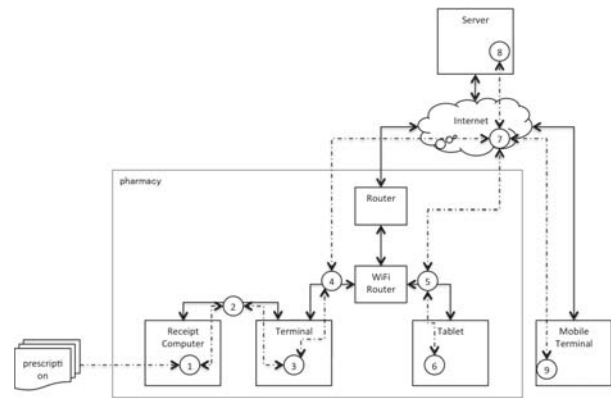 Server
8
Internet
7
pharmacy
Router
4
WiFi
Router
5
2
Receipt
Computer
Terminal
Tablet
Mobile
Terminal
prescripti
on
1
3
6
9